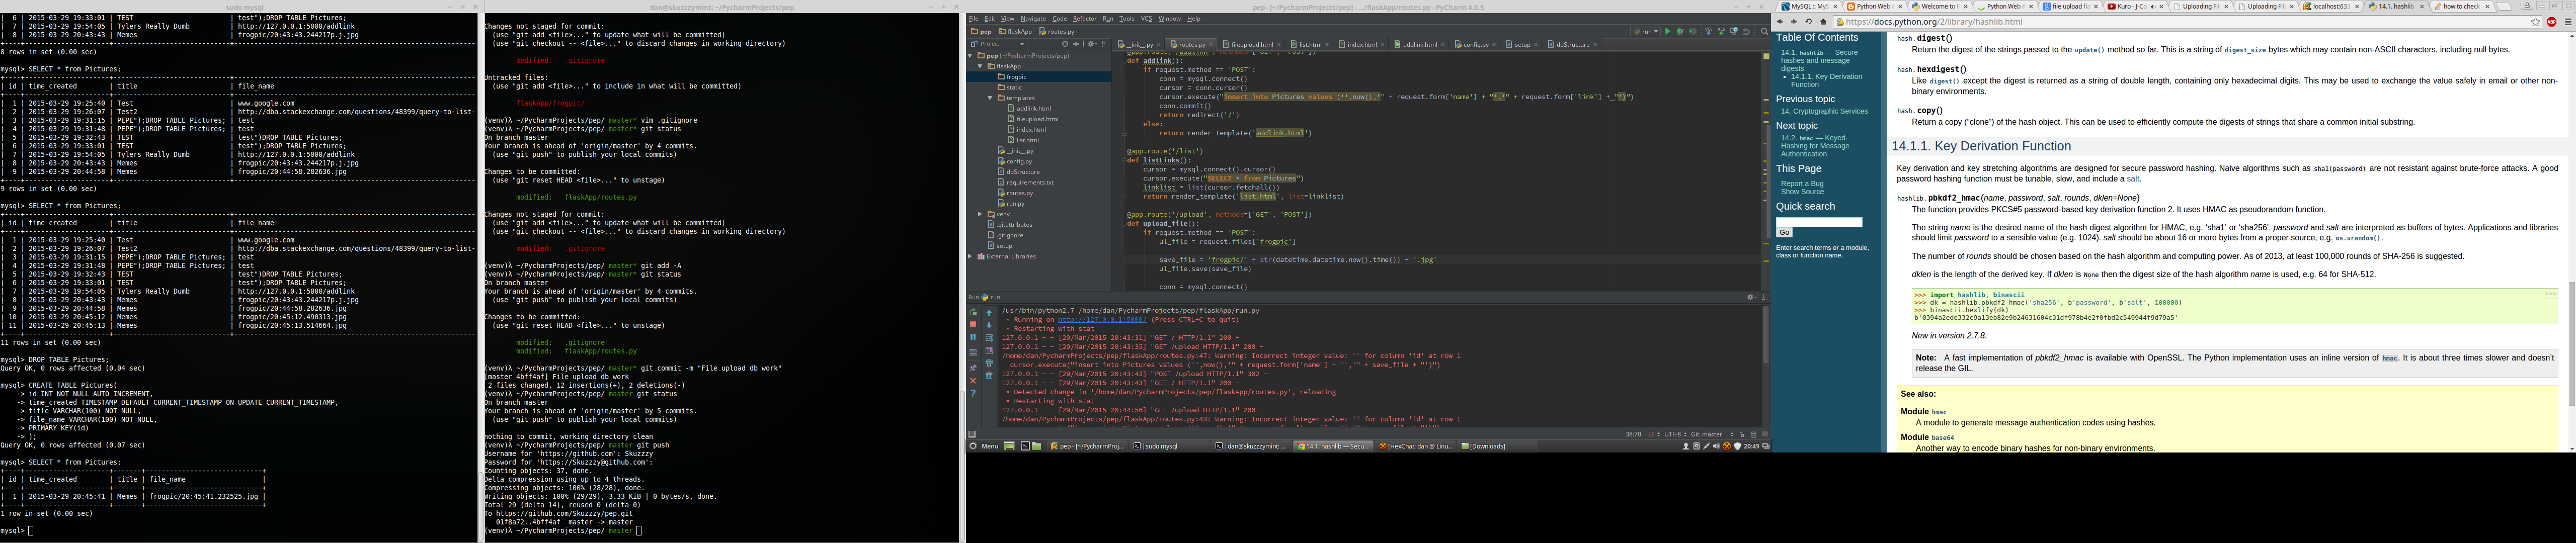 sudo mysql
|  6 | 2015-03-29 19:33:01 | TEST                      | test");DROP TABLE Pictures;
|  7 | 2015-03-29 19:54:05 | Tylers Really Dumb        | http://127.0.0.1:5000/addlink
|  8 | 2015-03-29 20:43:43 | Memes                     | frogpic/20:43:43.244217p.j.jpg
8 rows in set (0.00 sec)
mysql> SELECT * from Pictures;
| id | time_created        | title                     | file_name
|  1 | 2015-03-29 19:25:40 | Test                      | www.google.com
|  2 | 2015-03-29 19:26:07 | Test2                     | http://dba.stackexchange.com/questions/48399/query-to-list-
|  3 | 2015-03-29 19:31:15 | PEPE");DROP TABLE Pictures; | test
|  4 | 2015-03-29 19:31:48 | PEPE");DROP TABLE Pictures; | test
|  5 | 2015-03-29 19:32:43 | TEST                      | test")DROP TABLE Pictures;
|  6 | 2015-03-29 19:33:01 | TEST                      | test");DROP TABLE Pictures;
|  7 | 2015-03-29 19:54:05 | Tylers Really Dumb        | http://127.0.0.1:5000/addlink
|  8 | 2015-03-29 20:43:43 | Memes                     | frogpic/20:43:43.244217p.j.jpg
|  9 | 2015-03-29 20:44:58 | Memes                     | frogpic/20:44:58.282636.jpg
9 rows in set (0.00 sec)
mysql> SELECT * from Pictures;
| id | time_created        | title                     | file_name
|  1 | 2015-03-29 19:25:40 | Test                      | www.google.com
|  2 | 2015-03-29 19:26:07 | Test2                     | http://dba.stackexchange.com/questions/48399/query-to-list-
|  3 | 2015-03-29 19:31:15 | PEPE");DROP TABLE Pictures; | test
|  4 | 2015-03-29 19:31:48 | PEPE");DROP TABLE Pictures; | test
|  5 | 2015-03-29 19:32:43 | TEST                      | test")DROP TABLE Pictures;
|  6 | 2015-03-29 19:33:01 | TEST                      | test");DROP TABLE Pictures;
|  7 | 2015-03-29 19:54:05 | Tylers Really Dumb        | http://127.0.0.1:5000/addlink
|  8 | 2015-03-29 20:43:43 | Memes                     | frogpic/20:43:43.244217p.j.jpg
|  9 | 2015-03-29 20:44:58 | Memes                     | frogpic/20:44:58.282636.jpg
| 10 | 2015-03-29 20:45:12 | Memes                     | frogpic/20:45:12.490313.jpg
| 11 | 2015-03-29 20:45:13 | Memes                     | frogpic/20:45:13.514664.jpg
11 rows in set (0.00 sec)
mysql> DROP TABLE Pictures;
Query OK, 0 rows affected (0.04 sec)
mysql> CREATE TABLE Pictures(
-> id INT NOT NULL AUTO_INCREMENT,
-> time_created TIMESTAMP DEFAULT CURRENT_TIMESTAMP ON UPDATE CURRENT_TIMESTAMP,
-> title VARCHAR(100) NOT NULL,
-> file_name VARCHAR(100) NOT NULL,
-> PRIMARY KEY(id)
-> );
Query OK, 0 rows affected (0.07 sec)
mysql> SELECT * from Pictures;
| id | time_created        | title | file_name                   |
|  1 | 2015-03-29 20:45:41 | Memes | frogpic/20:45:41.232525.jpg |
1 row in set (0.00 sec)
mysql>
dan@skuzzzymint: ~/PycharmProjects/pep
Changes not staged for commit:
(use "git add <file>..." to update what will be committed)
(use "git checkout -- <file>..." to discard changes in working directory)
modified:   .gitignore
Untracked files:
(use "git add <file>..." to include in what will be committed)
flaskApp/frogpic/
(venv)λ ~/PycharmProjects/pep/ master* vim .gitignore
(venv)λ ~/PycharmProjects/pep/ master* git status
On branch master
Your branch is ahead of 'origin/master' by 4 commits.
(use "git push" to publish your local commits)
Changes to be committed:
(use "git reset HEAD <file>..." to unstage)
modified:   flaskApp/routes.py
Changes not staged for commit:
(use "git add <file>..." to update what will be committed)
(use "git checkout -- <file>..." to discard changes in working directory)
modified:   .gitignore
(venv)λ ~/PycharmProjects/pep/ master* git add -A
(venv)λ ~/PycharmProjects/pep/ master* git status
On branch master
Your branch is ahead of 'origin/master' by 4 commits.
(use "git push" to publish your local commits)
Changes to be committed:
(use "git reset HEAD <file>..." to unstage)
modified:   .gitignore
modified:   flaskApp/routes.py
(venv)λ ~/PycharmProjects/pep/ master* git commit -m "File upload db work"
[master 4bff4af] File upload db work
2 files changed, 12 insertions(+), 2 deletions(-)
(venv)λ ~/PycharmProjects/pep/ master git status
On branch master
Your branch is ahead of 'origin/master' by 5 commits.
(use "git push" to publish your local commits)
nothing to commit, working directory clean
(venv)λ ~/PycharmProjects/pep/ master git push
Username for 'https://github.com': Skuzzzy
Password for 'https://Skuzzzy@github.com':
Counting objects: 37, done.
Delta compression using up to 4 threads.
Compressing objects: 100% (28/28), done.
Writing objects: 100% (29/29), 3.33 KiB | 0 bytes/s, done.
Total 29 (delta 14), reused 0 (delta 0)
To https://github.com/Skuzzzy/pep.git
01f8a72..4bff4af  master -> master
(venv)λ ~/PycharmProjects/pep/ master
pep - [~/PycharmProjects/pep] - .../flaskApp/routes.py - PyCharm 4.0.5
File Edit View Navigate Code Refactor Run Tools VCS Window Help
pep flaskApp routes.py
run
Project
__init__.py routes.py fileupload.html list.html index.html addlink.html config.py setup dbStructure
pep (~/PycharmProjects/pep)
flaskApp
frogpic
static
templates
addlink.html
fileupload.html
index.html
list.html
__init__.py
config.py
dbStructure
requirements.txt
routes.py
run.py
venv
.gitattributes
.gitignore
setup
External Libraries
def addlink():
if request.method == 'POST':
conn = mysql.connect()
cursor = conn.cursor()
cursor.execute("insert into Pictures values ('',now(),'" + request.form['name'] + "','" + request.form['link'] + "')")
conn.commit()
return redirect('/')
else:
return render_template('addlink.html')
@app.route('/list')
def listLinks():
cursor = mysql.connect().cursor()
cursor.execute("SELECT * from Pictures")
linklist = list(cursor.fetchall())
return render_template('list.html', list=linklist)
@app.route('/upload', methods=['GET', 'POST'])
def upload_file():
if request.method == 'POST':
ul_file = request.files['frogpic']
save_file = 'frogpic/' + str(datetime.datetime.now().time()) + '.jpg'
ul_file.save(save_file)
conn = mysql.connect()
Run run
/usr/bin/python2.7 /home/dan/PycharmProjects/pep/flaskApp/run.py
* Running on http://127.0.0.1:5000/ (Press CTRL+C to quit)
* Restarting with stat
127.0.0.1 - - [29/Mar/2015 20:43:31] "GET / HTTP/1.1" 200 -
127.0.0.1 - - [29/Mar/2015 20:43:35] "GET /upload HTTP/1.1" 200 -
/home/dan/PycharmProjects/pep/flaskApp/routes.py:47: Warning: Incorrect integer value: '' for column 'id' at row 1
cursor.execute("insert into Pictures values ('',now(),'" + request.form['name'] + "','" + save_file + "')")
127.0.0.1 - - [29/Mar/2015 20:43:43] "POST /upload HTTP/1.1" 302 -
127.0.0.1 - - [29/Mar/2015 20:43:43] "GET / HTTP/1.1" 200 -
* Detected change in '/home/dan/PycharmProjects/pep/flaskApp/routes.py', reloading
* Restarting with stat
127.0.0.1 - - [29/Mar/2015 20:44:56] "GET /upload HTTP/1.1" 200 -
/home/dan/PycharmProjects/pep/flaskApp/routes.py:43: Warning: Incorrect integer value: '' for column 'id' at row 1
38:70 LF UTF-8 Git: master
Menu pep - [~/PycharmProj... sudo mysql [dan@skuzzzymint: ... 14.1. hashlib — Secu... [HexChat: dan @ Linu... [Downloads] 20:49
MySQL :: MyS Python Web A Welcome to F Python Web A file upload fla Kuro - J-Co Uploading Fil Uploading Fil localhost:633 14.1. hashlib how to check
https://docs.python.org/2/library/hashlib.html
Table Of Contents
14.1. hashlib — Secure hashes and message digests
14.1.1. Key Derivation Function
Previous topic
14. Cryptographic Services
Next topic
14.2. hmac — Keyed-Hashing for Message Authentication
This Page
Report a Bug
Show Source
Quick search
Go
Enter search terms or a module, class or function name.
hash.digest()
Return the digest of the strings passed to the update() method so far. This is a string of digest_size bytes which may contain non-ASCII characters, including null bytes.
hash.hexdigest()
Like digest() except the digest is returned as a string of double length, containing only hexadecimal digits. This may be used to exchange the value safely in email or other non-
binary environments.
hash.copy()
Return a copy (“clone”) of the hash object. This can be used to efficiently compute the digests of strings that share a common initial substring.
14.1.1. Key Derivation Function
Key derivation and key stretching algorithms are designed for secure password hashing. Naive algorithms such as sha1(password) are not resistant against brute-force attacks. A good
password hashing function must be tunable, slow, and include a salt.
hashlib.pbkdf2_hmac(name, password, salt, rounds, dklen=None)
The function provides PKCS#5 password-based key derivation function 2. It uses HMAC as pseudorandom function.
The string name is the desired name of the hash digest algorithm for HMAC, e.g. ‘sha1’ or ‘sha256’. password and salt are interpreted as buffers of bytes. Applications and libraries
should limit password to a sensible value (e.g. 1024). salt should be about 16 or more bytes from a proper source, e.g. os.urandom().
The number of rounds should be chosen based on the hash algorithm and computing power. As of 2013, at least 100,000 rounds of SHA-256 is suggested.
dklen is the length of the derived key. If dklen is None then the digest size of the hash algorithm name is used, e.g. 64 for SHA-512.
>>> import hashlib, binascii
>>> dk = hashlib.pbkdf2_hmac('sha256', b'password', b'salt', 100000)
>>> binascii.hexlify(dk)
b'0394a2ede332c9a13eb82e9b24631604c31df978b4e2f0fbd2c549944f9d79a5'
>>>
New in version 2.7.8.
Note: A fast implementation of pbkdf2_hmac is available with OpenSSL. The Python implementation uses an inline version of hmac. It is about three times slower and doesn’t
release the GIL.
See also:
Module hmac
A module to generate message authentication codes using hashes.
Module base64
Another way to encode binary hashes for non-binary environments.